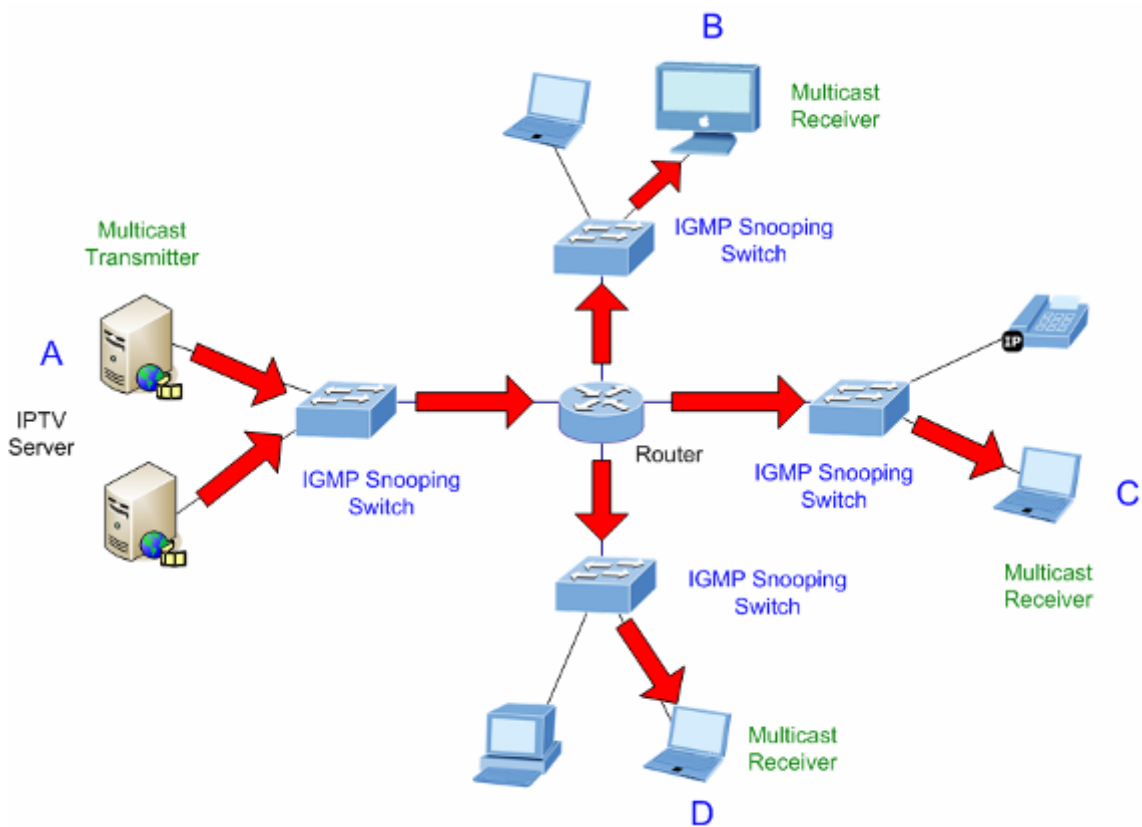 B
Multicast
Receiver
IGMP Snooping
Switch
Multicast
Transmitter
A
IPTV
Server
IGMP Snooping
Switch
Router
IP
IGMP Snooping
Switch
C
Multicast
Receiver
IGMP Snooping
Switch
Multicast
Receiver
D